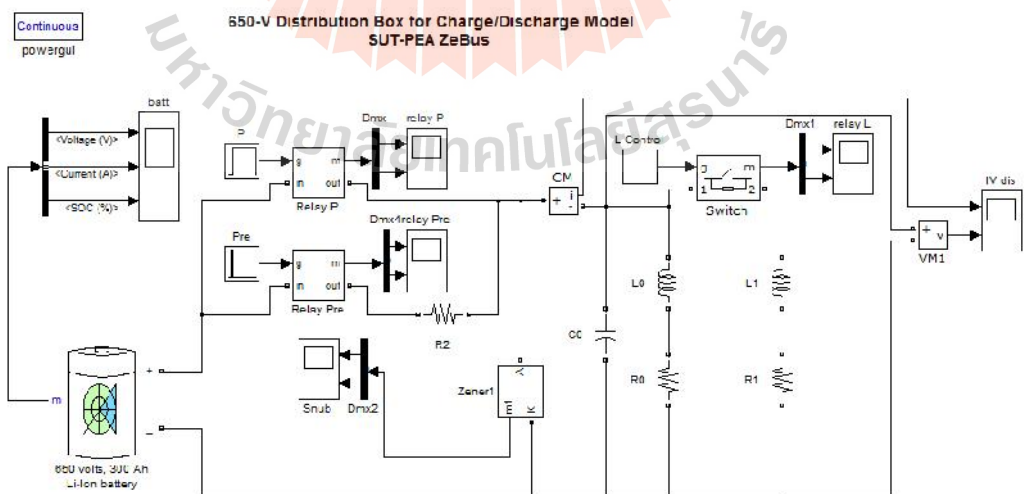 650-V Distribution Box for Charge/Discharge Model
SUT-PEA ZeBus
Continuous
powergui
batt
<Voltage (V)>
<Current (A)>
<SOC (%)>
P
Dmx
relay P
g
m
in
out
Relay P
CM
+
i
-
L Control
Dmx1
relay L
g
m
1
2
Switch
IV dis
+
-
v
VM1
Pre
Dmx4
relay Pre
g
m
in
out
Relay Pre
R2
L0
L1
C0
R0
R1
Snub
Dmx2
Zener1
A
m
K
m
+
_
650 volts, 300 Ah
Li-Ion battery